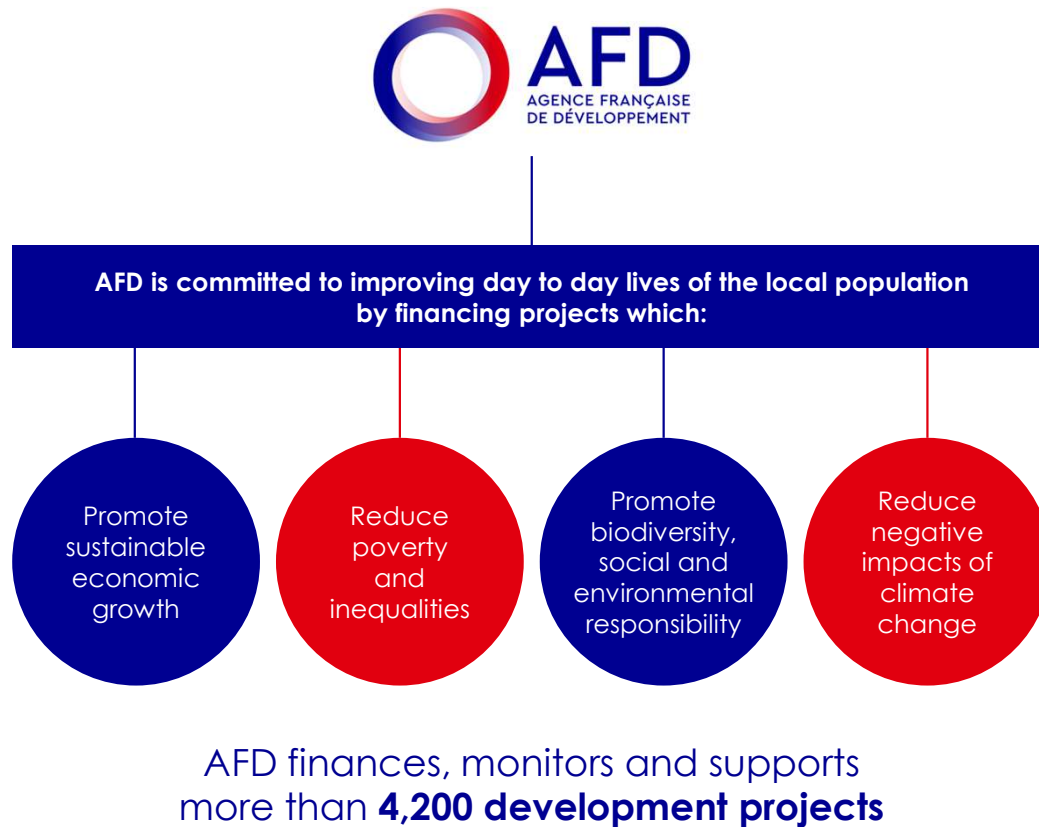 AFD
AGENCE FRANÇAISE
DE DÉVELOPPEMENT
AFD is committed to improving day to day lives of the local population
by financing projects which:
Promote
sustainable
economic
growth
Reduce
poverty
and
inequalities
Promote
biodiversity,
social and
environmental
responsibility
Reduce
negative
impacts of
climate
change
AFD finances, monitors and supports
more than 4,200 development projects